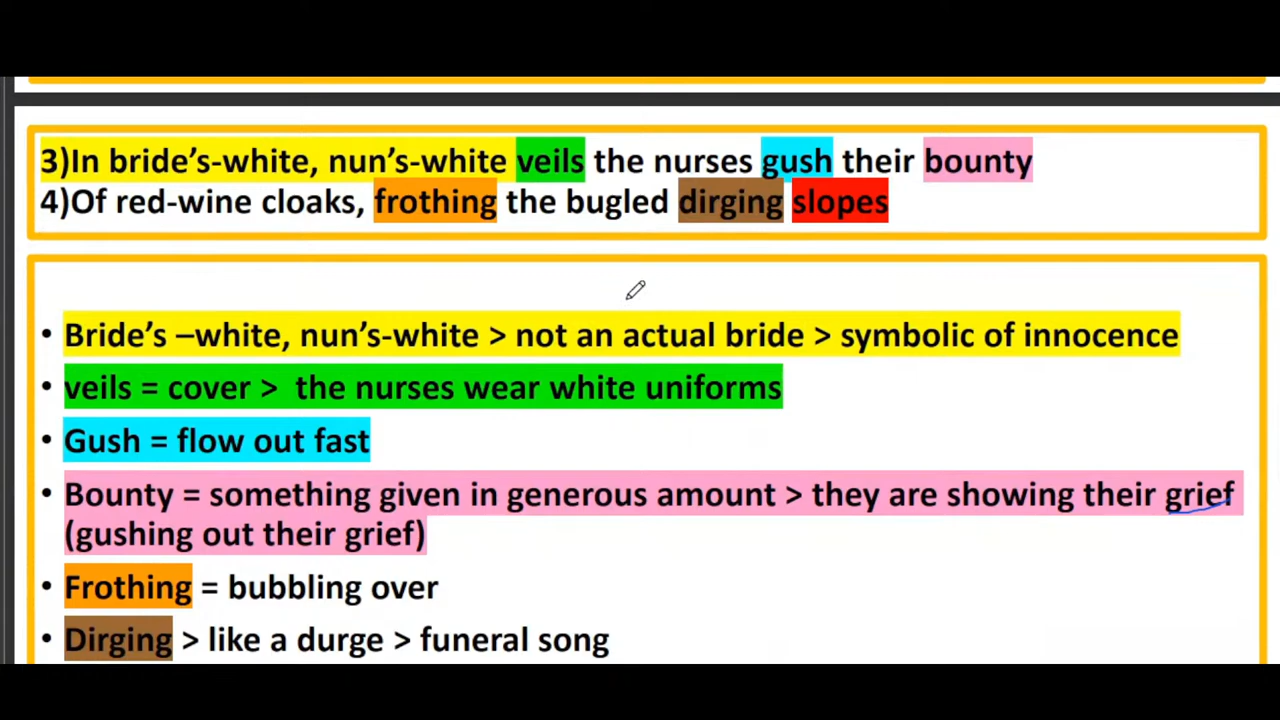 3)In bride’s-white, nun’s-white veils the nurses gush their bounty
4)Of red-wine cloaks, frothing the bugled dirging slopes
• Bride’s –white, nun’s-white > not an actual bride > symbolic of innocence
• veils = cover > the nurses wear white uniforms
• Gush = flow out fast
• Bounty = something given in generous amount > they are showing their grief
(gushing out their grief)
• Frothing = bubbling over
• Dirging > like a durge > funeral song